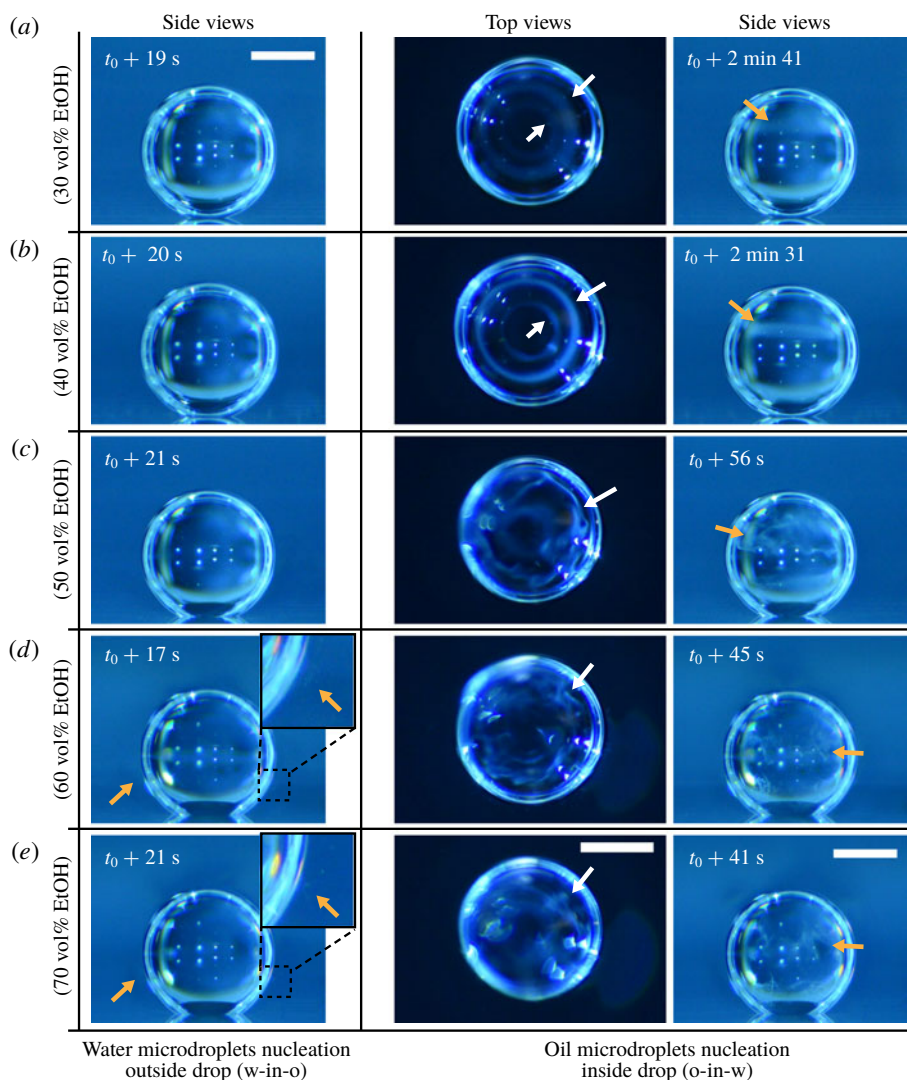 Side views
Top views
Side views
(a)
(30 vol% EtOH)
t0 + 19 s
t0 + 2 min 41
(b)
(40 vol% EtOH)
t0 + 20 s
t0 + 2 min 31
(c)
(50 vol% EtOH)
t0 + 21 s
t0 + 56 s
(d)
(60 vol% EtOH)
t0 + 17 s
t0 + 45 s
(e)
(70 vol% EtOH)
t0 + 21 s
t0 + 41 s
Water microdroplets nucleation
outside drop (w-in-o)
Oil microdroplets nucleation
inside drop (o-in-w)